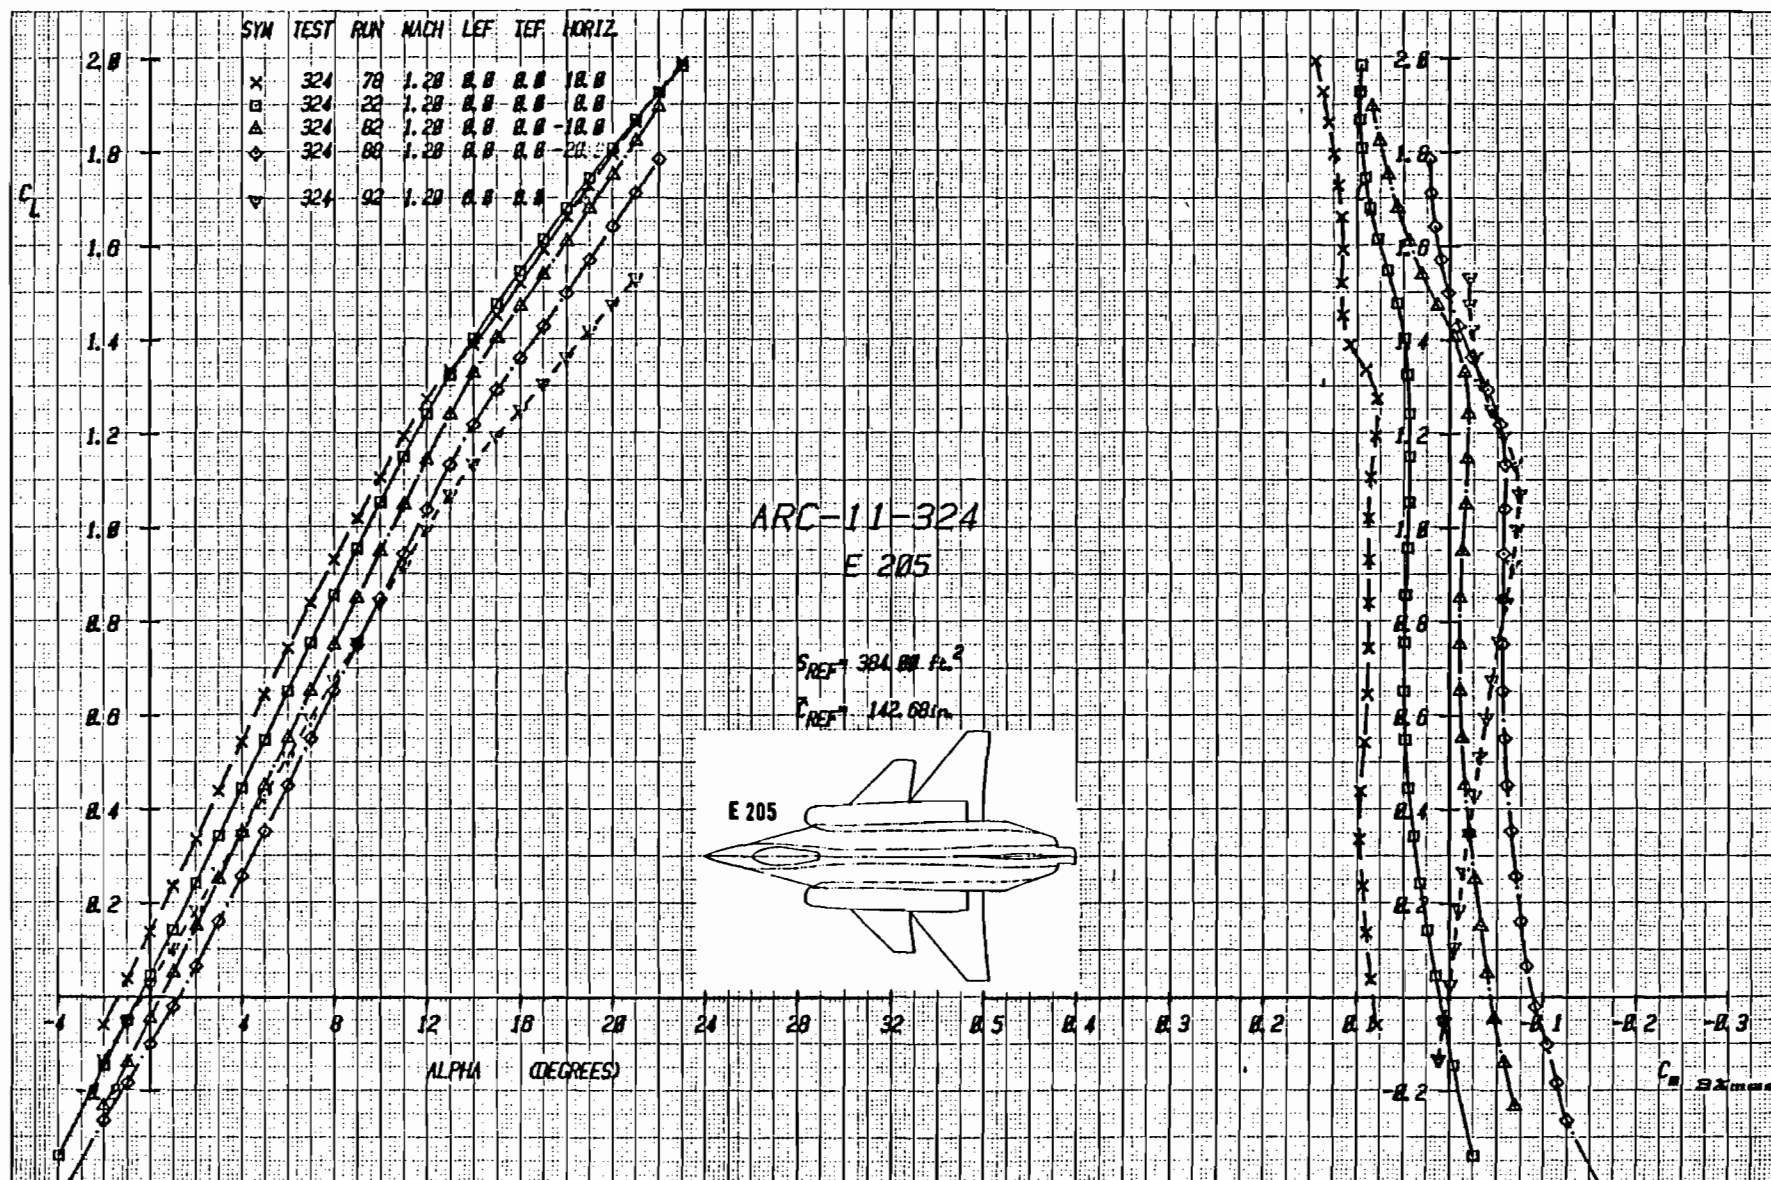 SYM TEST RUN MACH LEF TEF HORIZ
324 78 1.20 0.0 0.0 10.0
324 22 1.20 0.0 0.0 0.0
324 82 1.20 0.0 0.0 -10.0
324 1.20 0.0 0.0
324 92 1.20 0.0 0.0 -
C_L
2.0
1.8
1.6
1.4
1.2
1.0
0.8
0.6
0.4
0.2
-4 4 8 12 16 20 24 28 32
ALPHA (DEGREES)
ARC-11-324
E 205
S_REF = 384.00 ft.²
C̄_REF = 142.68 in.
E 205
2.0
1.8
1.6
1.4
1.2
1.0
0.8
0.6
0.4
0.2
-0.2
0.5 0.4 0.3 0.2 0.1 -0.1 -0.2 -0.3